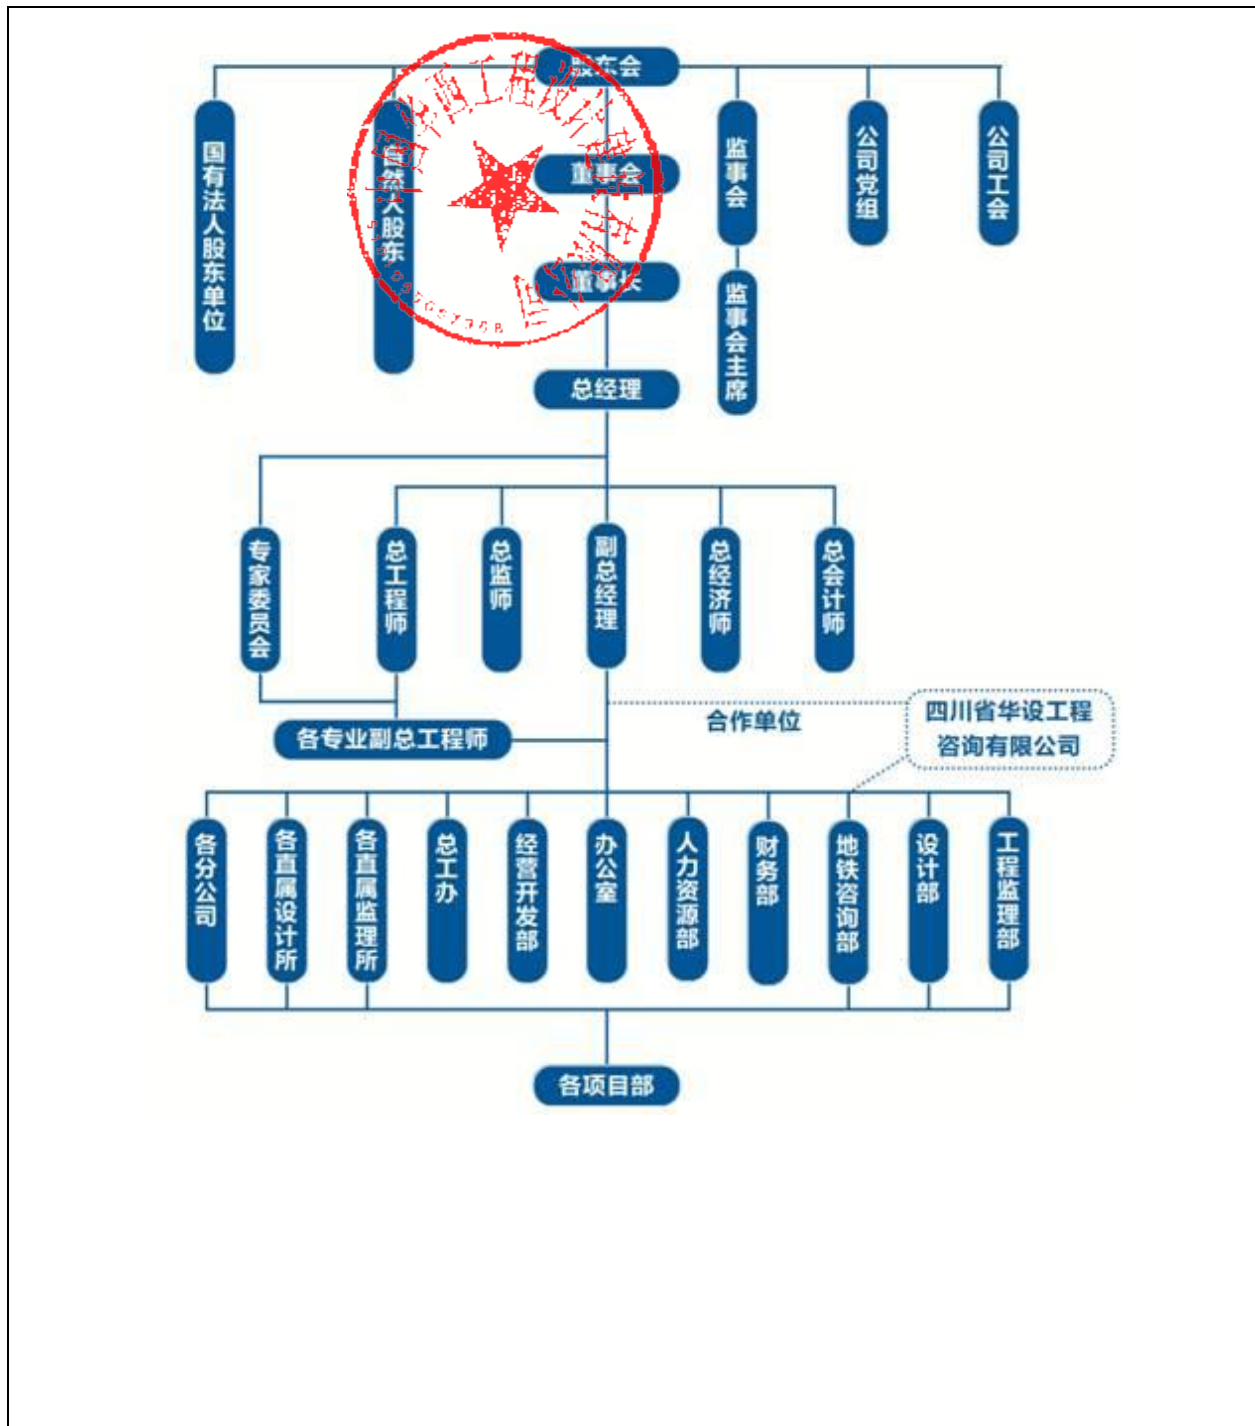 股东会
国有法人股东单位
自然人股东
董事会
监事会
公司党组
公司工会
董事长
监事会主席
总经理
专家委员会
总工程师
总监师
副总经理
总经济师
总会计师
合作单位
四川省华设工程
咨询有限公司
各专业副总工程师
各分公司
各直属设计所
各直属监理所
总工办
经营开发部
办公室
人力资源部
财务部
地铁咨询部
设计部
工程监理部
各项目部